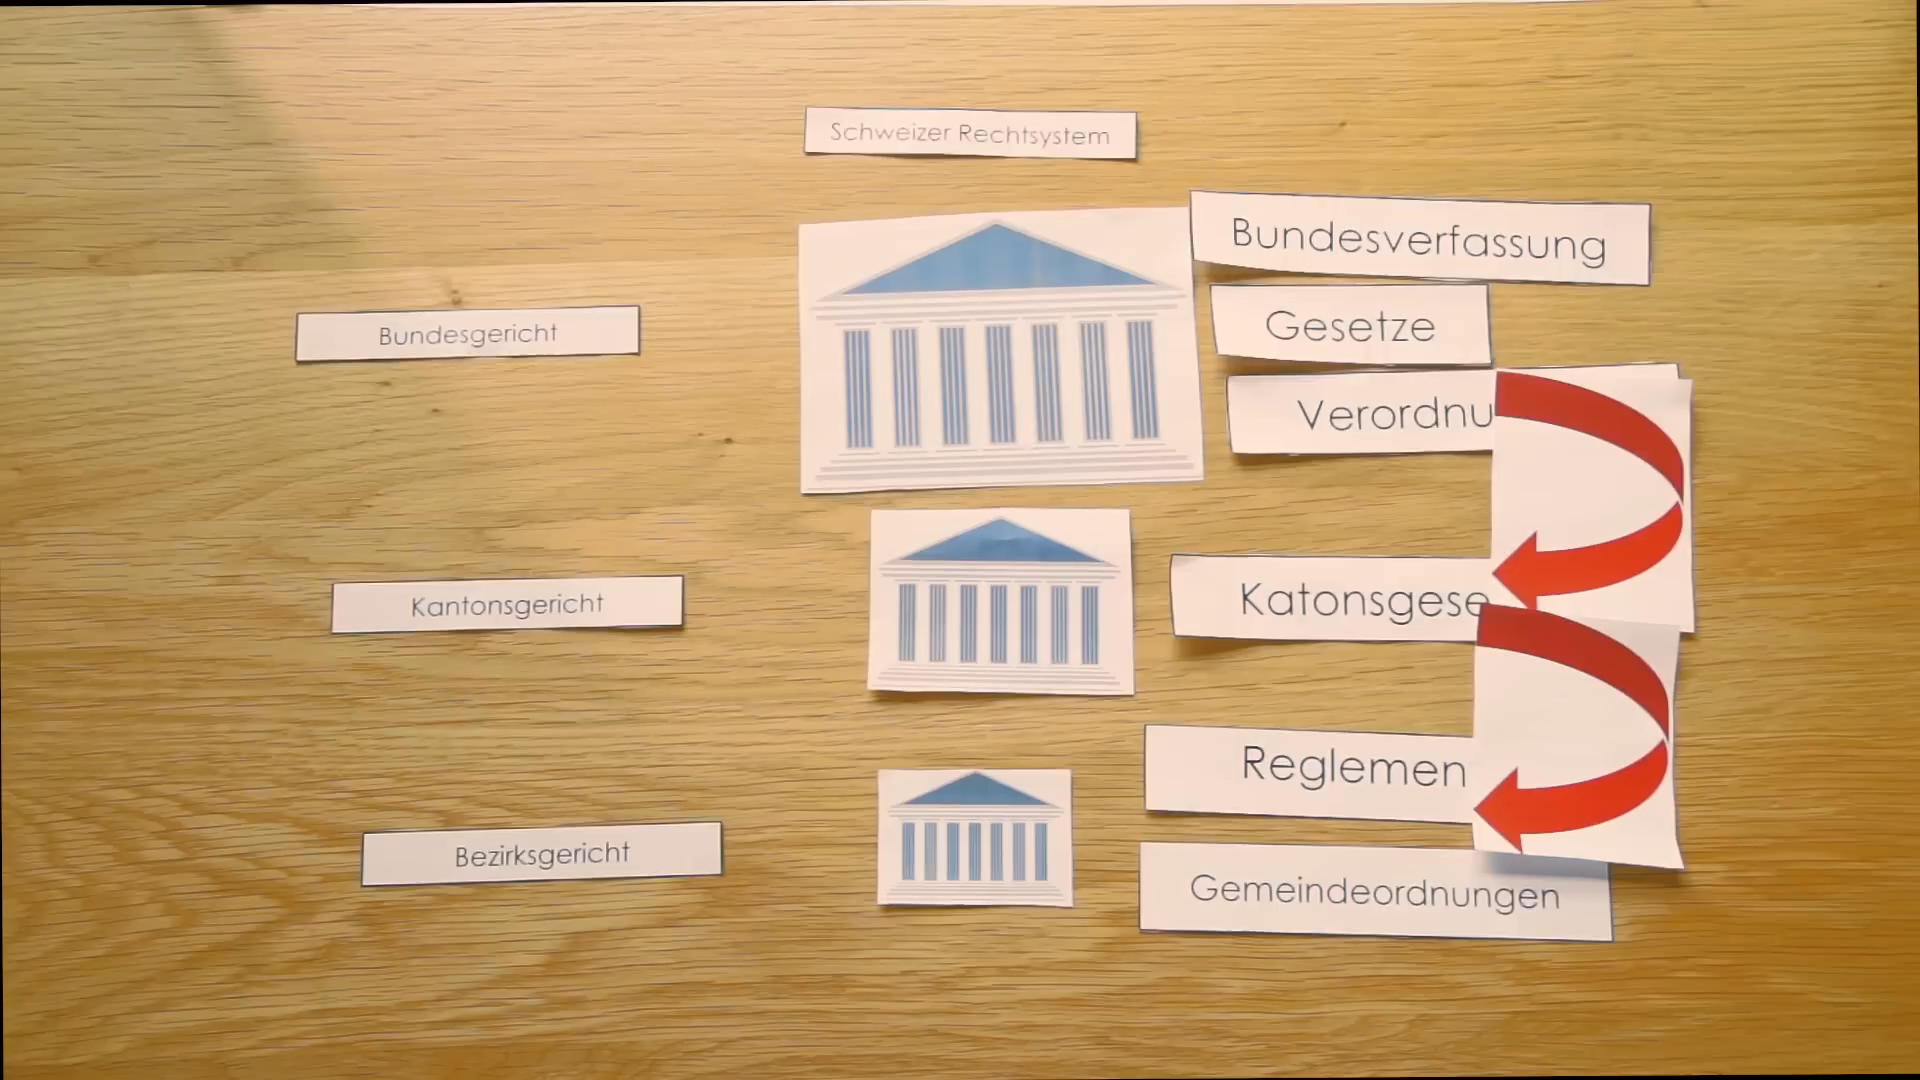 Schweizer Rechtsystem
Bundesgericht
Bundesverfassung
Gesetze
Verordnu
Kantonsgericht
Katonsgese
Reglemen
Bezirksgericht
Gemeindeordnungen